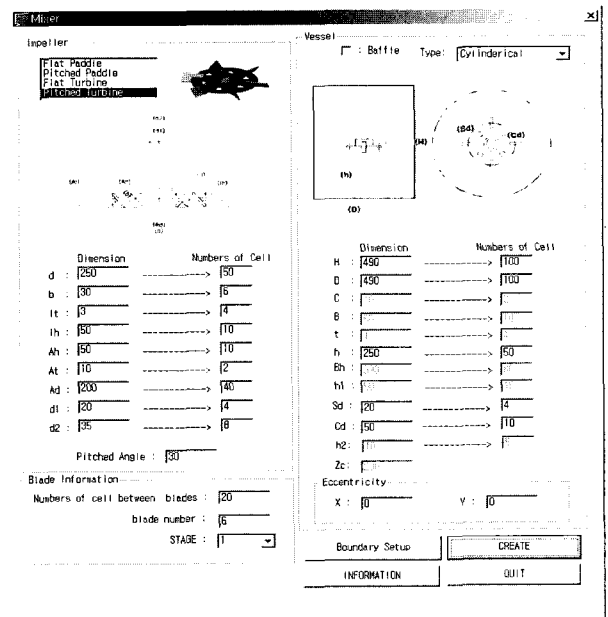 Mixer
Impeller
Flat Paddle
Pitched Paddle
Flat Turbine
Pitched Turbine
Dimension Numbers of Cell
d : 250 --------> 50
b : 30 --------> 6
lt : 3 --------> 4
lh : 50 --------> 10
Ah : 50 --------> 10
At : 10 --------> 2
Ad : 200 --------> 40
d1 : 20 --------> 4
d2 : 35 --------> 8
Pitched Angle : 30
Blade Information
Numbers of cell between blades : 20
blade number : 6
STAGE : 1
Vessel
: Baffle Type: Cylinderical
(H)
(Sd)
(Cd)
(h)
(D)
Dimension Numbers of Cell
H : 490 --------> 100
D : 490 --------> 100
C : -------->
B : -------->
t : -------->
h : 250 --------> 50
Bh : -------->
h1 : -------->
Sd : 20 --------> 4
Cd : 50 --------> 10
h2: -------->
Zc:
Eccentricity
X : 0 Y : 0
Boundary Setup CREATE
INFORMATION QUIT